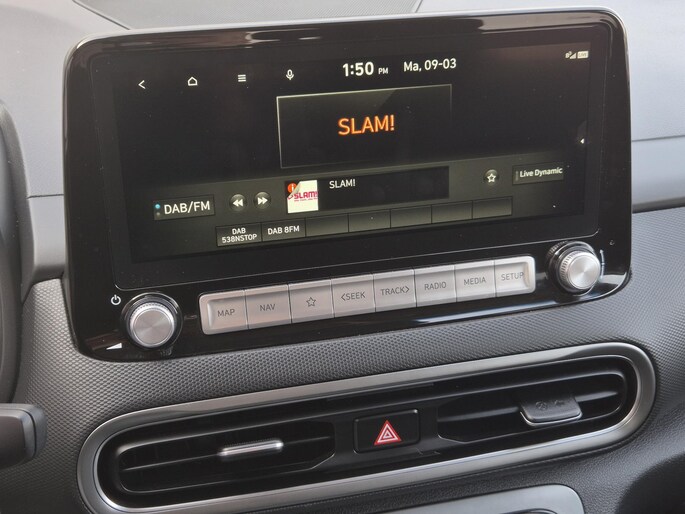 1:50 PM Ma, 09-03
SLAM!
SLAM!
SLAM!
Live Dynamic
DAB/FM
DAB
538NSTOP
DAB 8FM
MAP NAV <SEEK TRACK> RADIO MEDIA SETUP